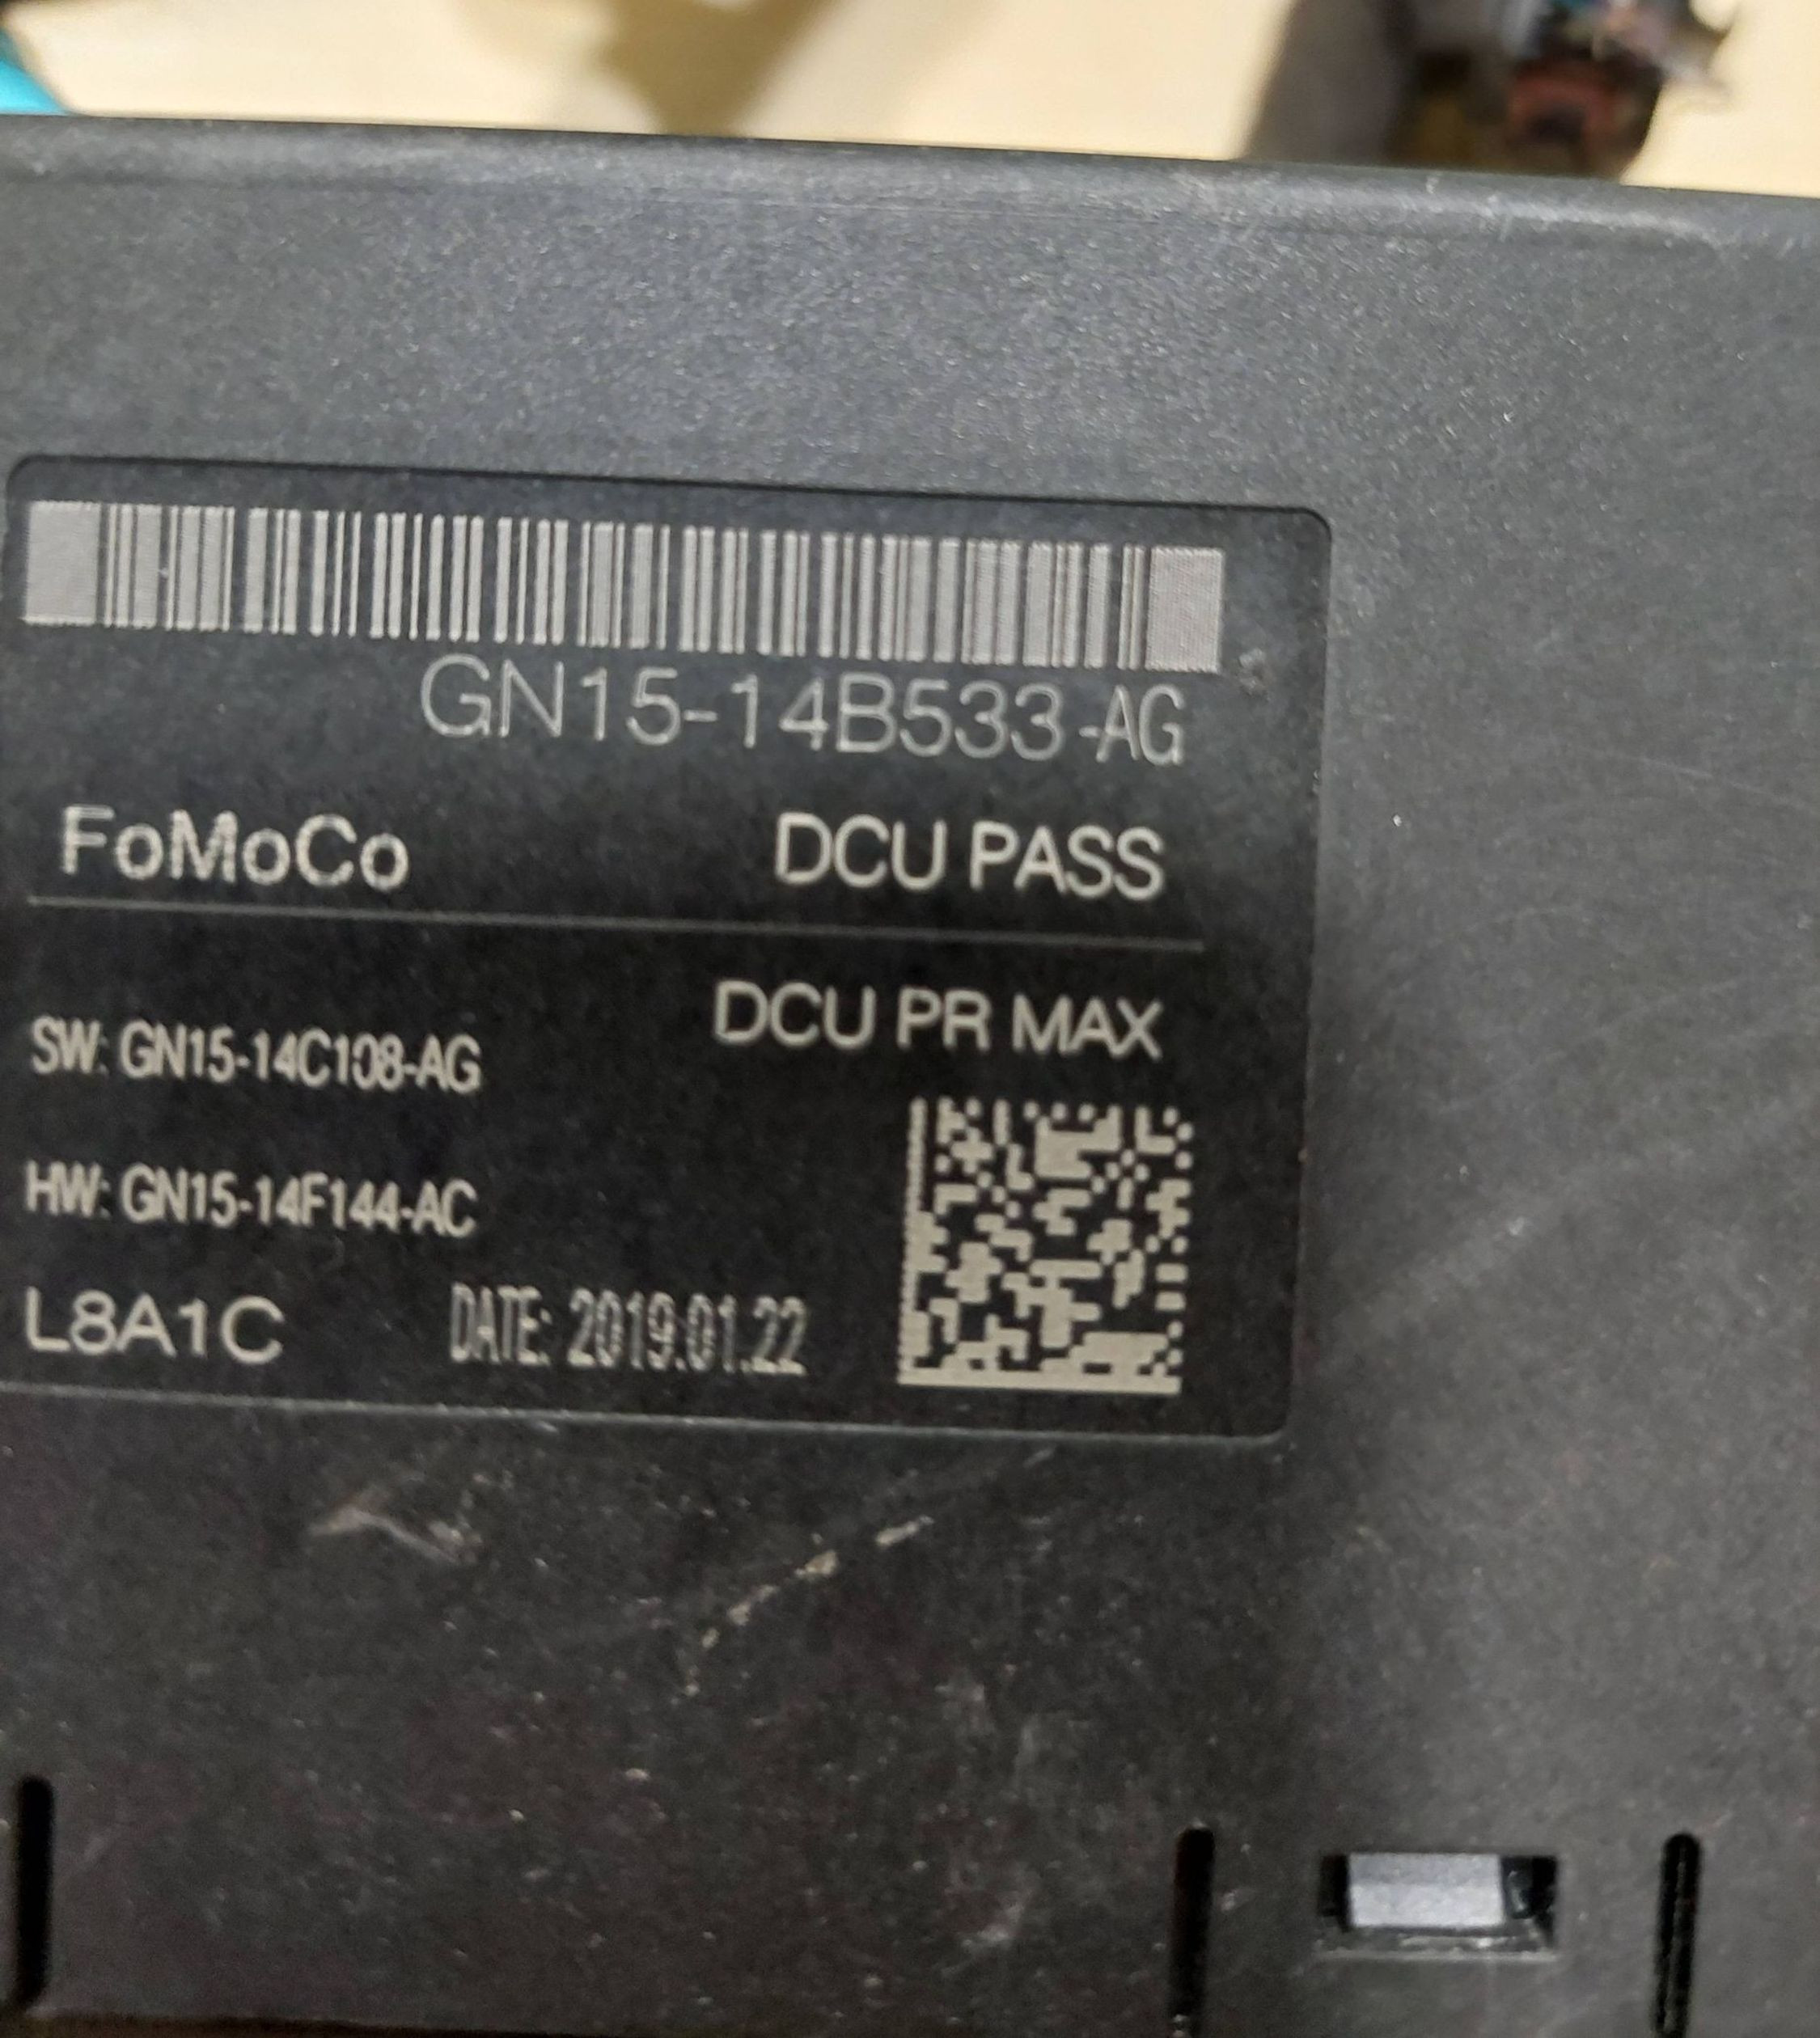 GN15-14B533-AG
FoMoCo DCU PASS
DCU PR MAX
SW: GN15-14C108-AG
HW: GN15-14F144-AC
L8A1C DATE: 2019.01.22